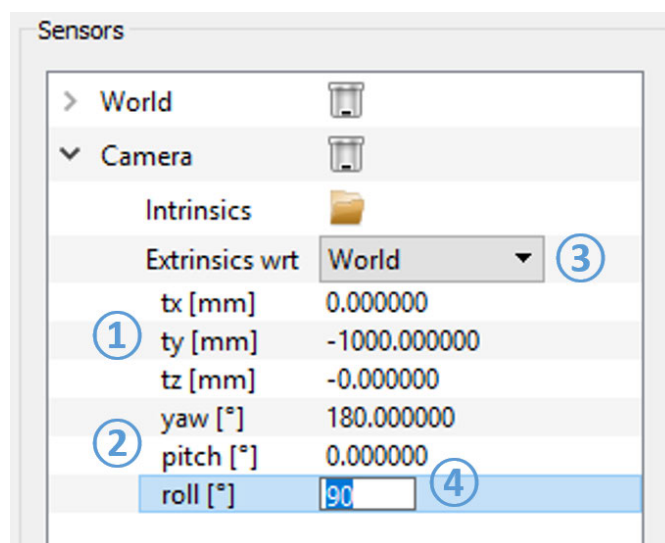 Sensors
World
Camera
Intrinsics
Extrinsics wrt World ③
tx [mm] 0.000000
① ty [mm] -1000.000000
tz [mm] -0.000000
yaw [°] 180.000000
② pitch [°] 0.000000
roll [°] 90 ④